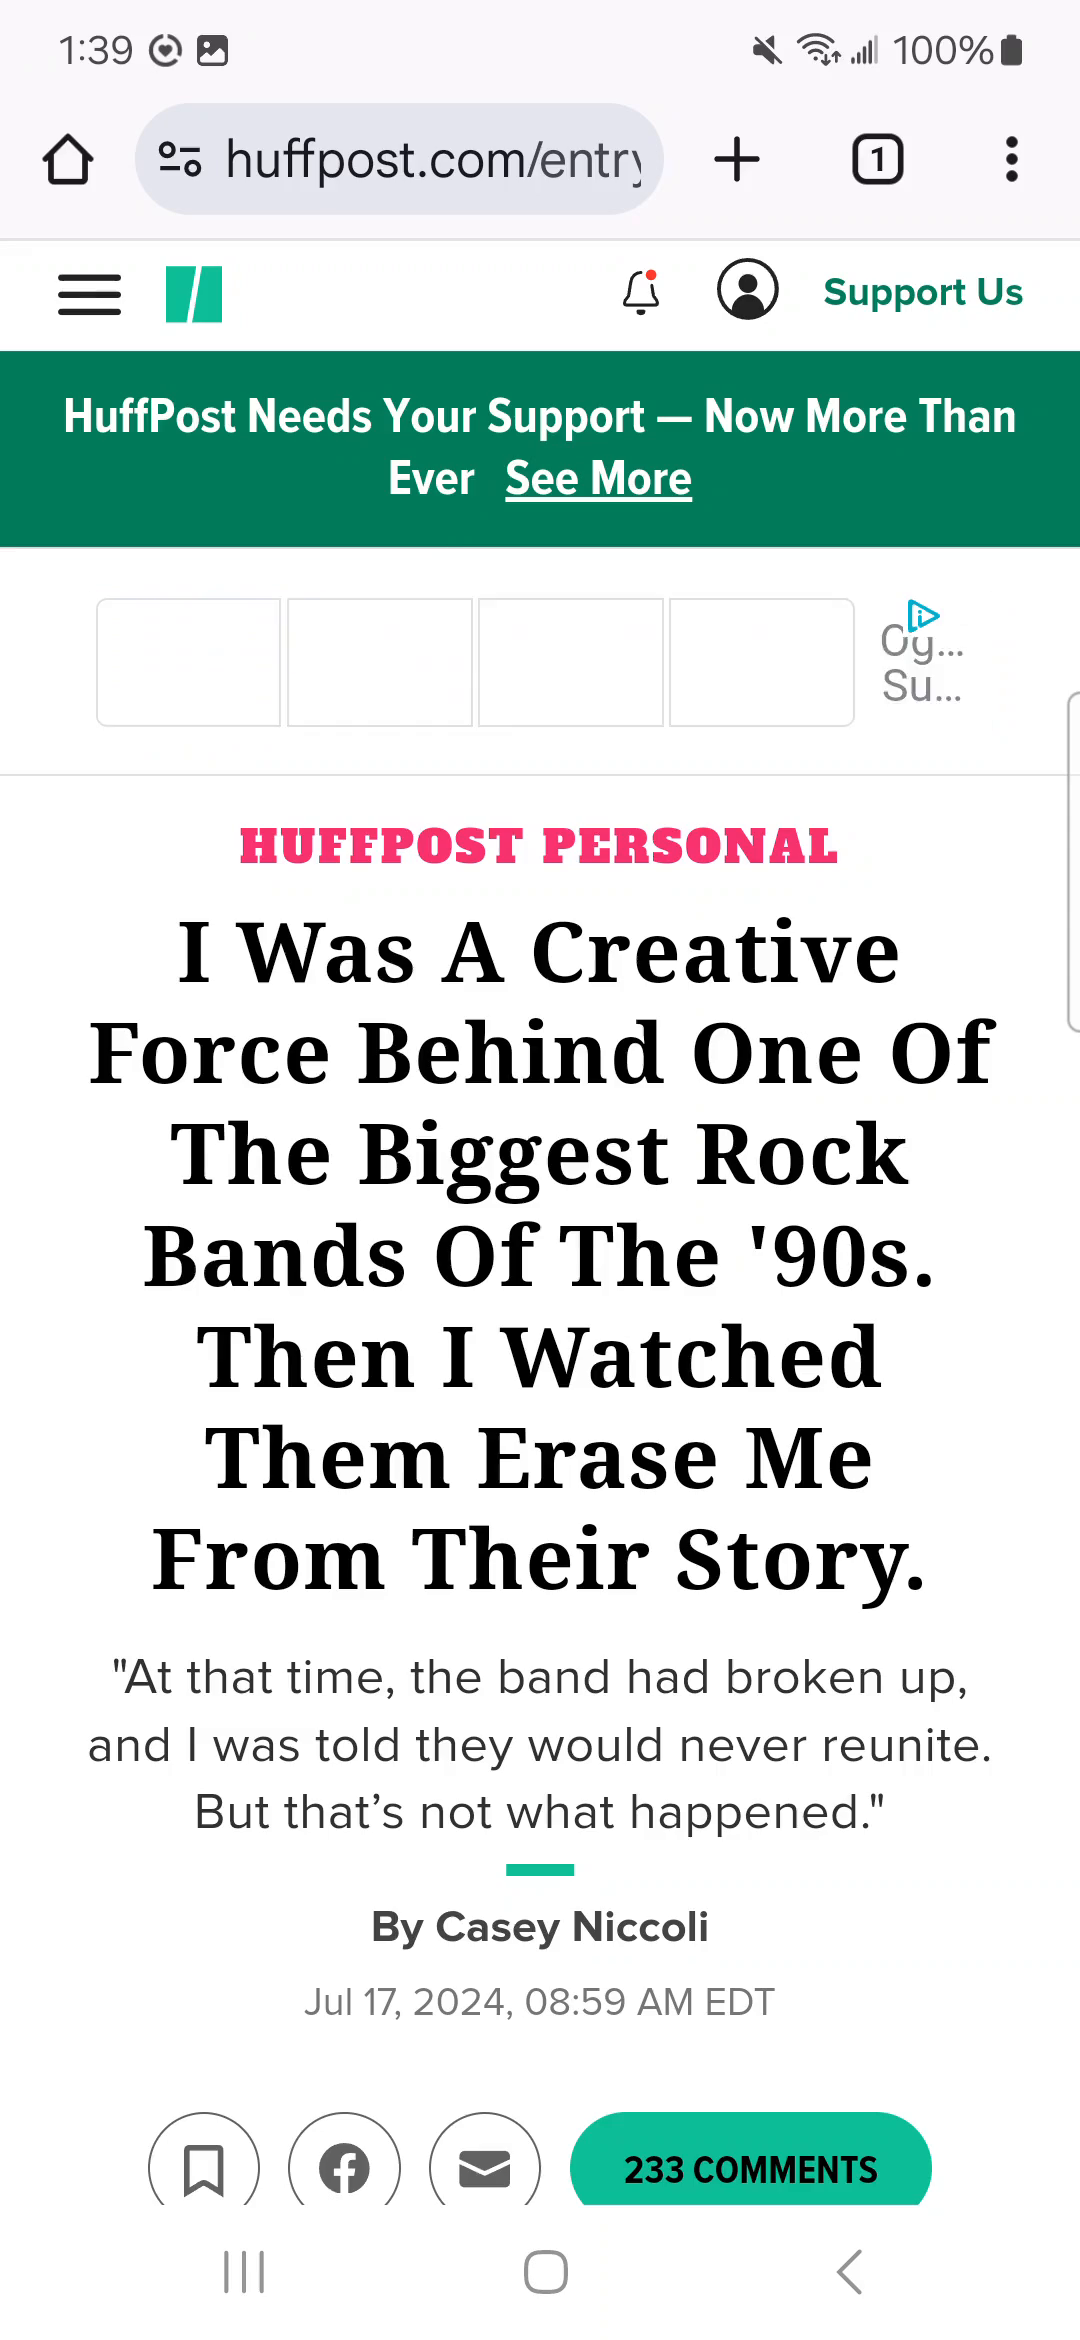 1:39 100%
huffpost.com/entry
1
Support Us
HuffPost Needs Your Support — Now More Than
Ever See More
Og...
Su...
HUFFPOST PERSONAL
I Was A Creative
Force Behind One Of
The Biggest Rock
Bands Of The '90s.
Then I Watched
Them Erase Me
From Their Story.
"At that time, the band had broken up,
and I was told they would never reunite.
But that’s not what happened."
By Casey Niccoli
Jul 17, 2024, 08:59 AM EDT
233 COMMENTS